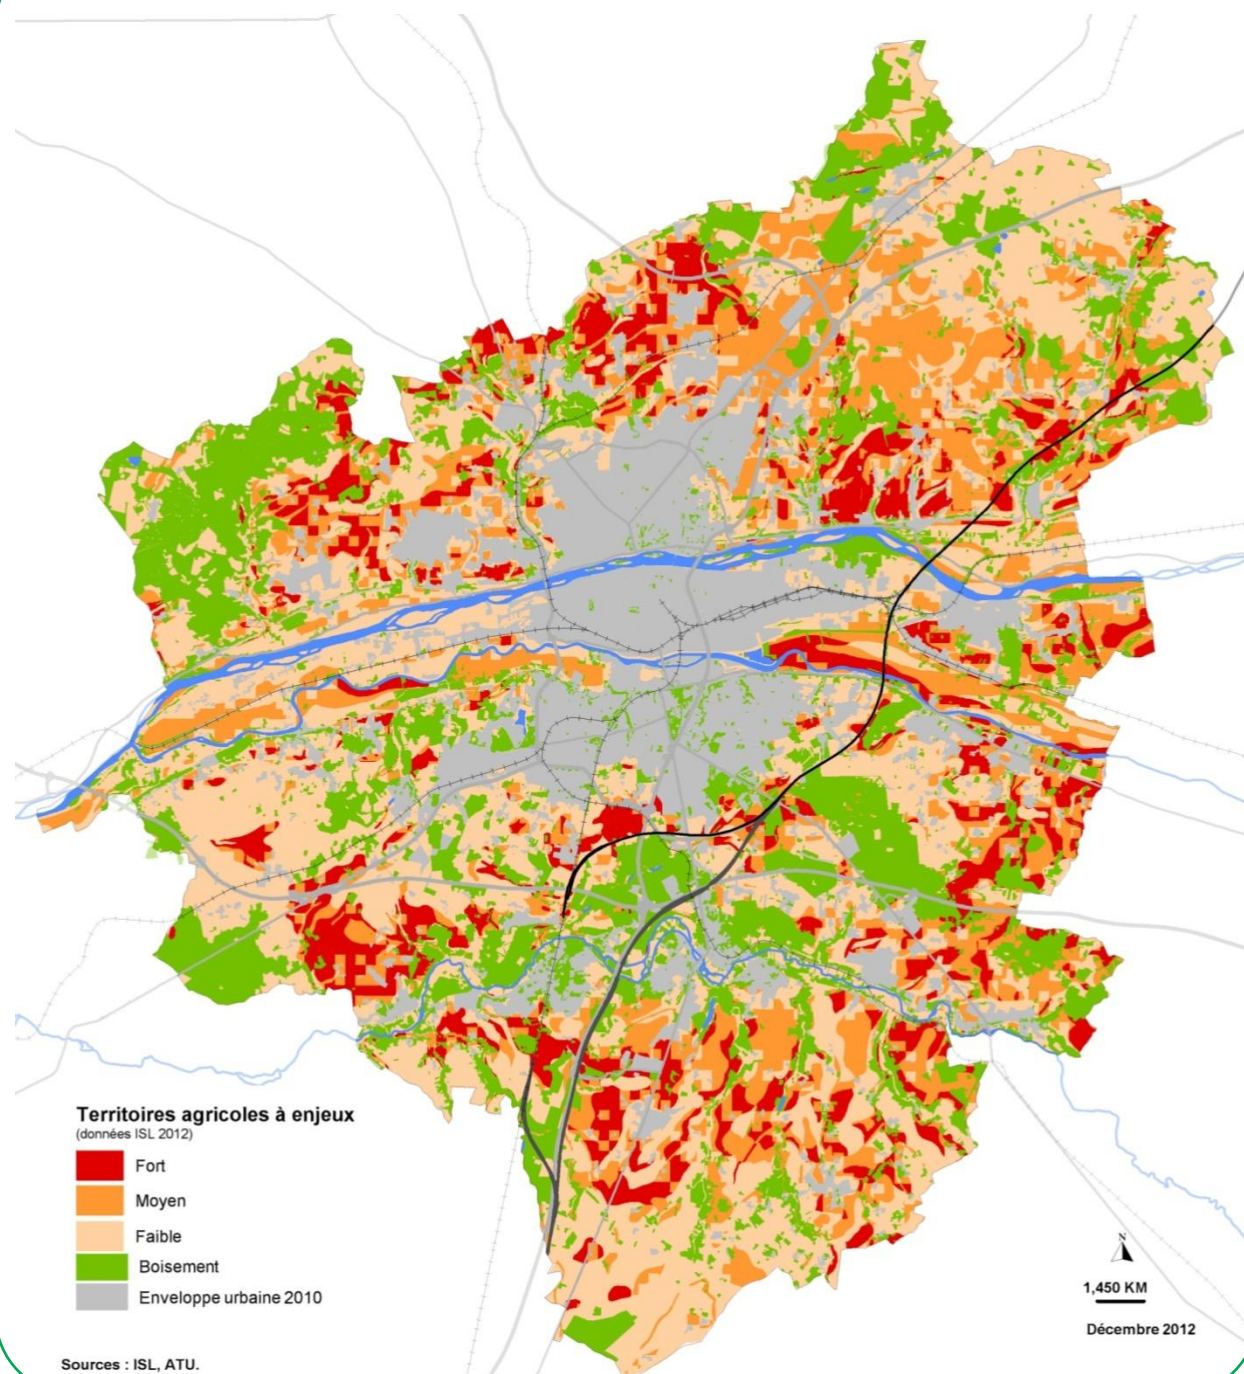 Territoires agricoles à enjeux
(données ISL 2012)
Fort
Moyen
Faible
Boisement
Enveloppe urbaine 2010
N
1,450 KM
Décembre 2012
Sources : ISL, ATU.